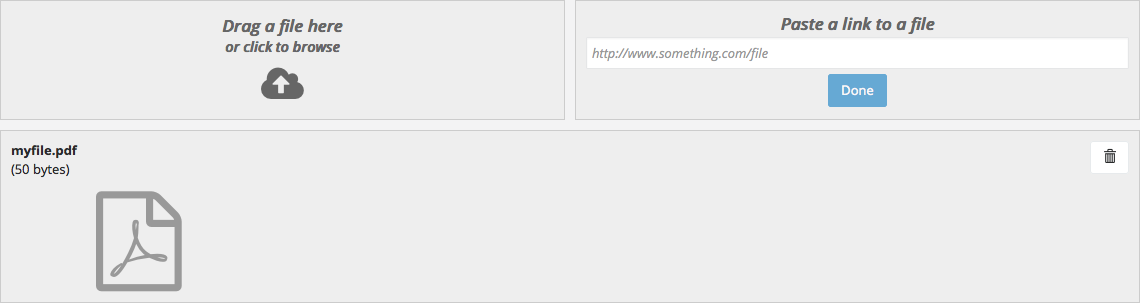 Drag a file here
or click to browse
Paste a link to a file
http://www.something.com/file
Done
myfile.pdf
(50 bytes)